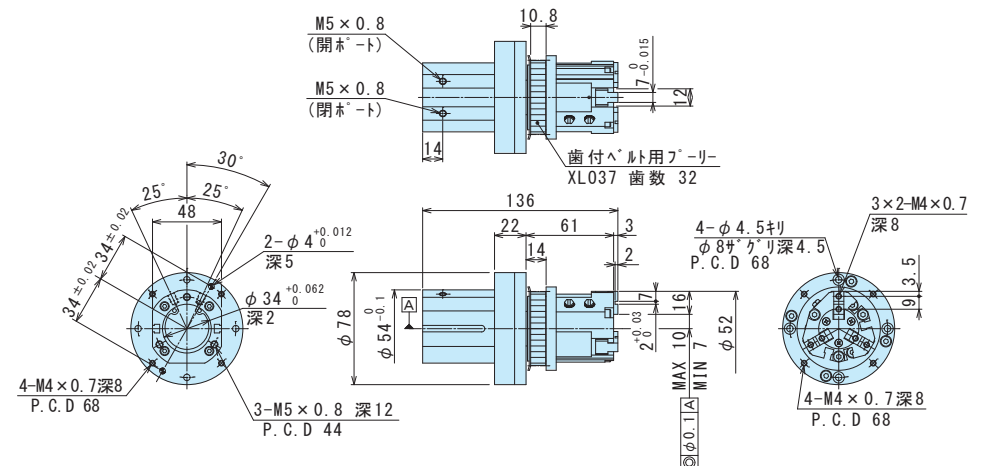 M5×0.8
(開ポート)
M5×0.8
(閉ポート)
14
10.8
7 0 -0.015
12
歯付ベルト用プーリー
XL037 歯数 32
30°
25°
25°
48
34±0.02
34±0.02
2-φ4 +0.012 0
深5
φ34 +0.062 0
深2
4-M4×0.7深8
P.C.D 68
3-M5×0.8 深12
P.C.D 44
136
22
61
3
14
2
A
φ78
φ54 0 -0.1
2 +0.03 0
7
16
MAX 10
MIN 7
φ52
◎ φ0.1 A
4-φ4.5キリ
φ8ザグリ深4.5
P.C.D 68
3×2-M4×0.7
深8
3.5
9
4-M4×0.7深8
P.C.D 68